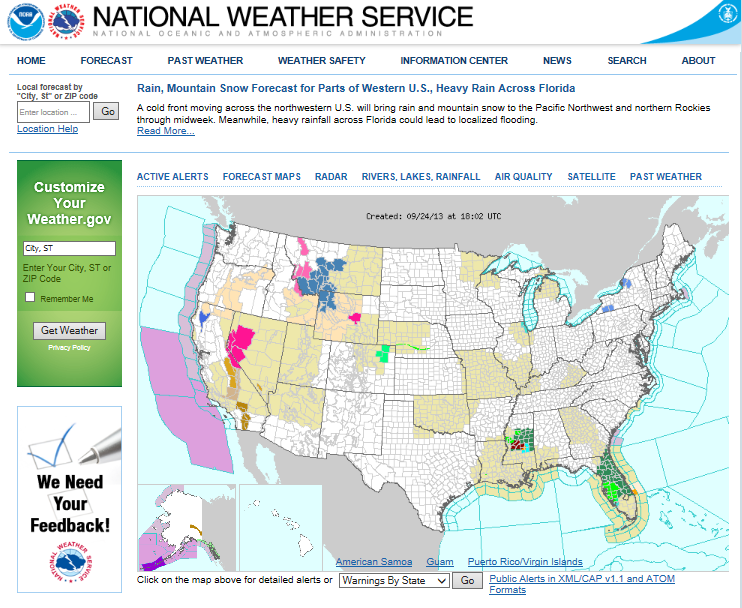 NATIONAL WEATHER SERVICE
NATIONAL OCEANIC AND ATMOSPHERIC ADMINISTRATION
HOME FORECAST PAST WEATHER WEATHER SAFETY INFORMATION CENTER NEWS SEARCH ABOUT
Local forecast by
"City, St" or ZIP code
Enter location ... Go
Location Help
Rain, Mountain Snow Forecast for Parts of Western U.S., Heavy Rain Across Florida
A cold front moving across the northwestern U.S. will bring rain and mountain snow to the Pacific Northwest and northern Rockies
through midweek. Meanwhile, heavy rainfall across Florida could lead to localized flooding.
Read More...
Customize
Your
Weather.gov
City, ST
Enter Your City, ST or
ZIP Code
Remember Me
Get Weather
Privacy Policy
We Need
Your
Feedback!
NATIONAL WEATHER SERVICE
ACTIVE ALERTS FORECAST MAPS RADAR RIVERS, LAKES, RAINFALL AIR QUALITY SATELLITE PAST WEATHER
Created: 09/24/13 at 18:02 UTC
American Samoa Guam Puerto Rico/Virgin Islands
Click on the map above for detailed alerts or Warnings By State Go Public Alerts in XML/CAP v1.1 and ATOM
Formats